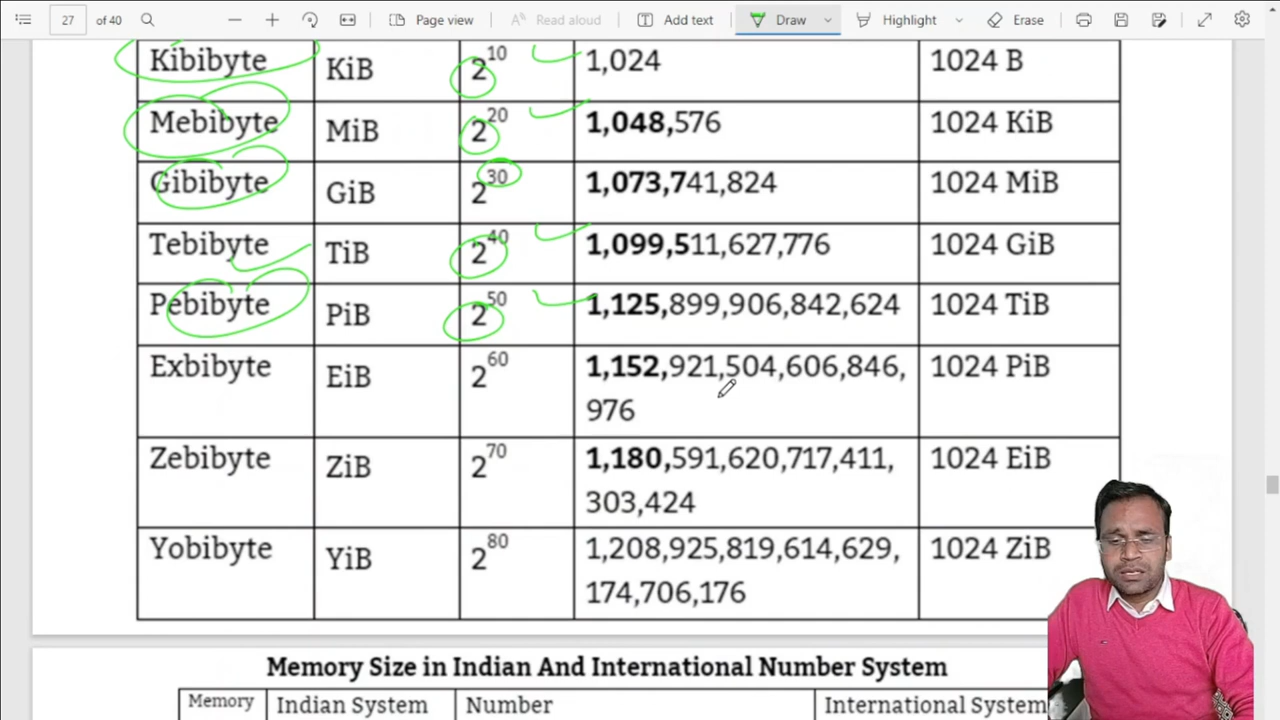 27 of 40 Page view Read aloud Add text Draw Highlight Erase
Kibibyte KiB 2^10 1,024 1024 B
Mebibyte MiB 2^20 1,048,576 1024 KiB
Gibibyte GiB 2^30 1,073,741,824 1024 MiB
Tebibyte TiB 2^40 1,099,511,627,776 1024 GiB
Pebibyte PiB 2^50 1,125,899,906,842,624 1024 TiB
Exbibyte EiB 2^60 1,152,921,504,606,846, 1024 PiB
976
Zebibyte ZiB 2^70 1,180,591,620,717,411, 1024 EiB
303,424
Yobibyte YiB 2^80 1,208,925,819,614,629, 1024 ZiB
174,706,176
Memory Size in Indian And International Number System
Memory Indian System Number International System